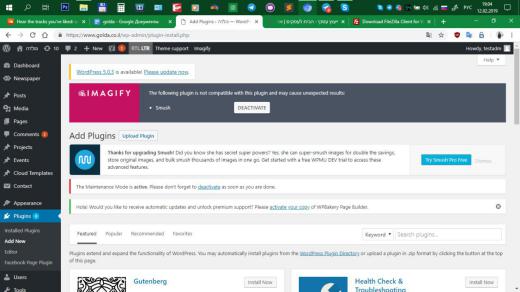 19:04
РУС
12.02.2019
Hear the tracks you've liked
golda - Google Документы
Add Plugins
Download FileZilla Client for
https://www.golda.co.il/wp-admin/plugin-install.php
10
2
New
1
RTL LTR
Theme support
Imagify
Howdy, testadm
Help
Dashboard
Newspaper
Posts
Media
Pages
Comments 2
Projects
Events
Cloud Templates
Contact
Appearance
Plugins
Installed Plugins
Add New
Editor
Facebook Page Plugin
Users
Tools
WordPress 5.0.3 is available! Please update now.
IMAGIFY
The following plugin is not compatible with this plugin and may cause unexpected results:
Smush
DEACTIVATE
Add Plugins
Upload Plugin
Thanks for upgrading Smush! Did you know she has secret super powers? Yes, she can super-smush images for double the savings,
store original images, and bulk smush thousands of images in one go. Get started with a free WPMU DEV trial to access these
advanced features.
Try Smush Pro Free
Dismiss
The Maintenance Mode is active. Please don't forget to deactivate as soon as you are done.
Hola! Would you like to receive automatic updates and unlock premium support? Please activate your copy of WPBakery Page Builder.
Featured
Popular
Recommended
Favorites
Keyword
Search plugins...
Plugins extend and expand the functionality of WordPress. You may automatically install plugins from the WordPress Plugin Directory or upload a plugin in .zip format by clicking the button at the top of
this page.
Gutenberg
Install Now
Health Check &
Troubleshooting
Install Now